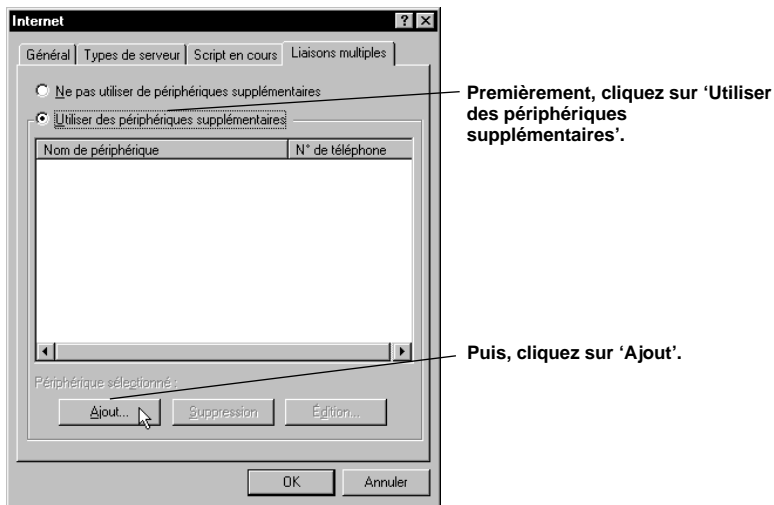 Internet
Général Types de serveur Script en cours Liaisons multiples
Ne pas utiliser de périphériques supplémentaires
Utiliser des périphériques supplémentaires
Nom de périphérique N° de téléphone
Périphérique sélectionné :
Ajout... Suppression Édition...
OK Annuler
Premièrement, cliquez sur ‘Utiliser
des périphériques
supplémentaires’.
Puis, cliquez sur ‘Ajout’.